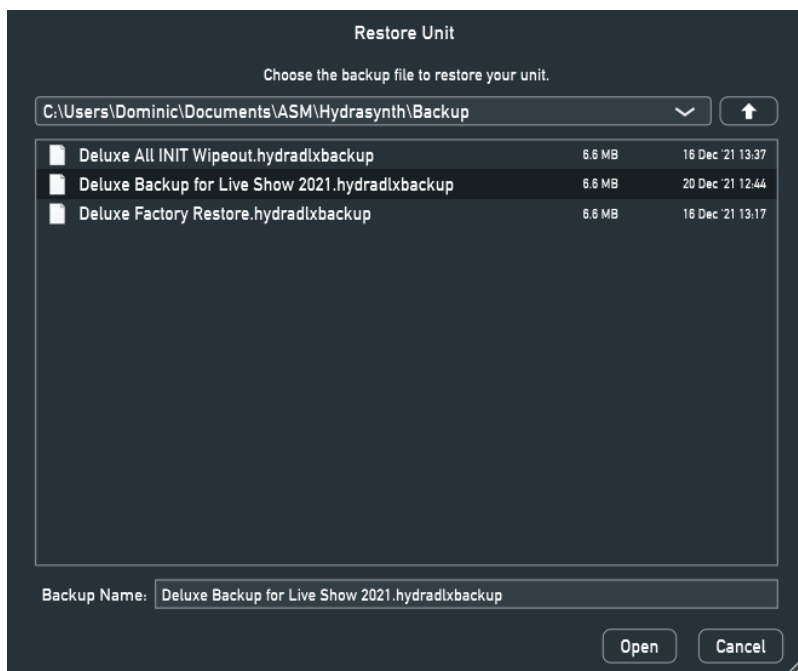 Restore Unit
Choose the backup file to restore your unit.
C:\Users\Dominic\Documents\ASM\Hydrasynth\Backup
Deluxe All INIT Wipeout.hydradlxbackup 6.6 MB 16 Dec '21 13:37
Deluxe Backup for Live Show 2021.hydradlxbackup 6.6 MB 20 Dec '21 12:44
Deluxe Factory Restore.hydradlxbackup 6.6 MB 16 Dec '21 13:17
Backup Name: Deluxe Backup for Live Show 2021.hydradlxbackup
Open Cancel